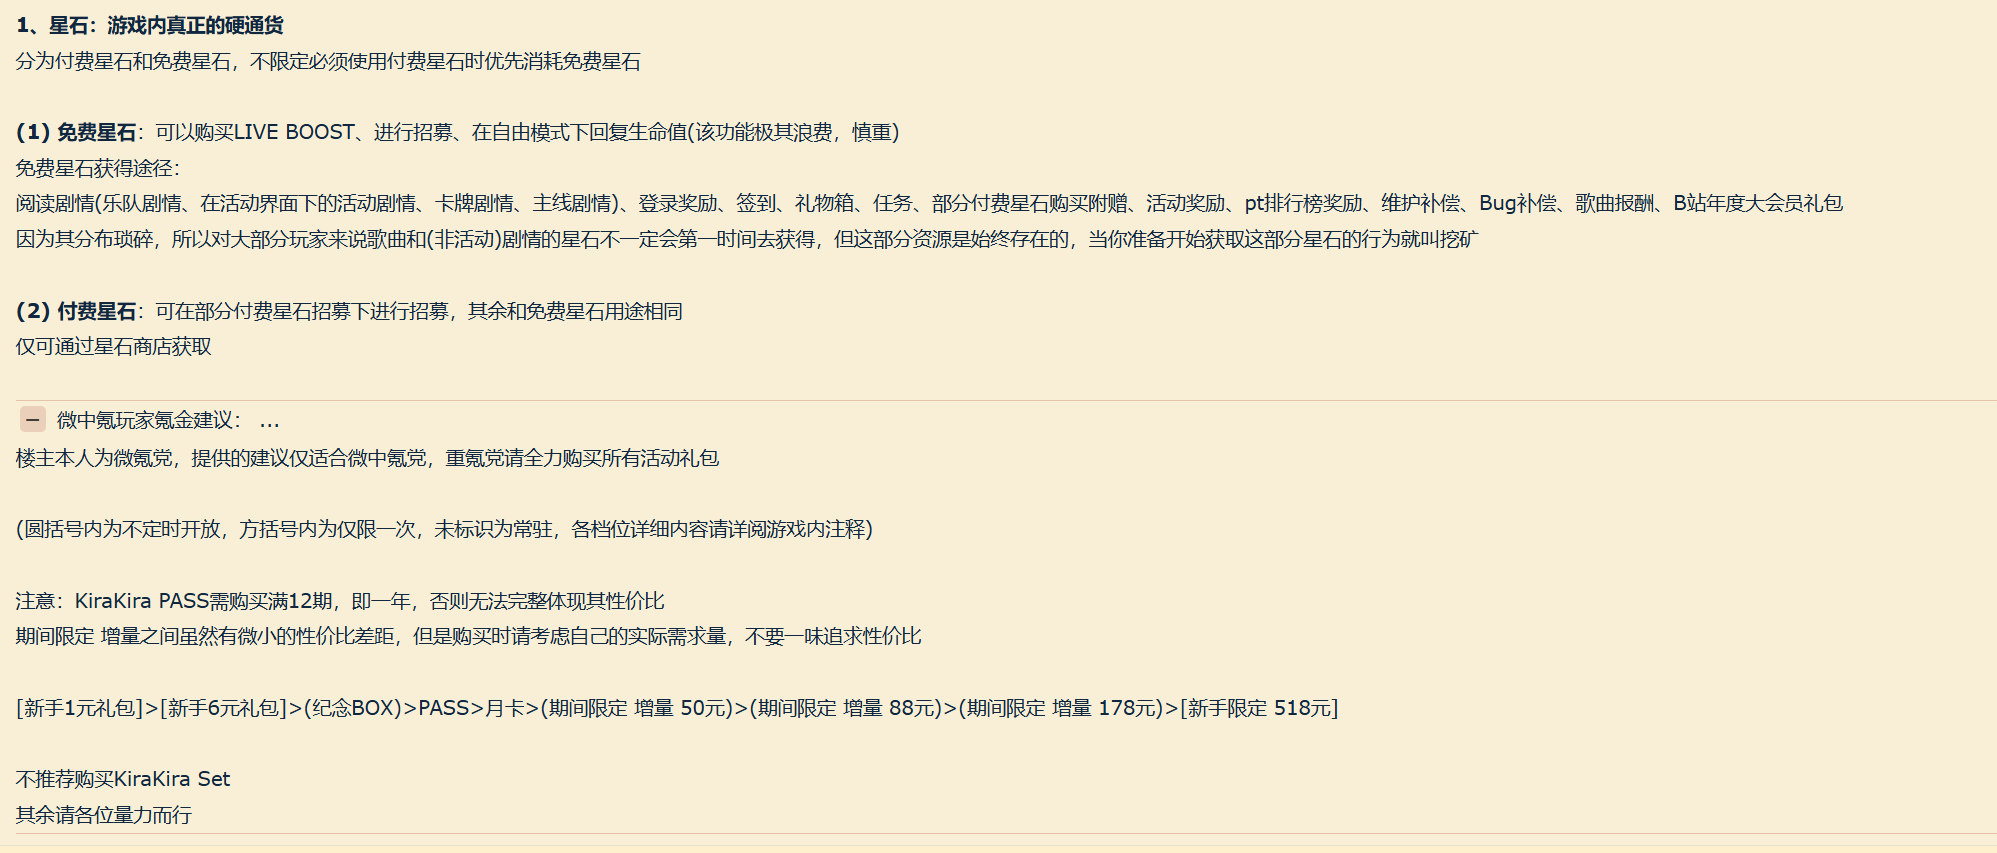 1、星石：游戏内真正的硬通货
分为付费星石和免费星石，不限定必须使用付费星石时优先消耗免费星石
(1) 免费星石：可以购买LIVE BOOST、进行招募、在自由模式下回复生命值(该功能极其浪费，慎重)
免费星石获得途径：
阅读剧情(乐队剧情、在活动界面下的活动剧情、卡牌剧情、主线剧情)、登录奖励、签到、礼物箱、任务、部分付费星石购买附赠、活动奖励、pt排行榜奖励、维护补偿、Bug补偿、歌曲报酬、B站年度大会员礼包
因为其分布琐碎，所以对大部分玩家来说歌曲和(非活动)剧情的星石不一定会第一时间去获得，但这部分资源是始终存在的，当你准备开始获取这部分星石的行为就叫挖矿
(2) 付费星石：可在部分付费星石招募下进行招募，其余和免费星石用途相同
仅可通过星石商店获取
微中氪玩家氪金建议： ...
楼主本人为微氪党，提供的建议仅适合微中氪党，重氪党请全力购买所有活动礼包
(圆括号内为不定时开放，方括号内为仅限一次，未标识为常驻，各档位详细内容请详阅游戏内注释)
注意：KiraKira PASS需购买满12期，即一年，否则无法完整体现其性价比
期间限定 增量之间虽然有微小的性价比差距，但是购买时请考虑自己的实际需求量，不要一味追求性价比
[新手1元礼包]>[新手6元礼包]>(纪念BOX)>PASS>月卡>(期间限定 增量 50元)>(期间限定 增量 88元)>(期间限定 增量 178元)>[新手限定 518元]
不推荐购买KiraKira Set
其余请各位量力而行